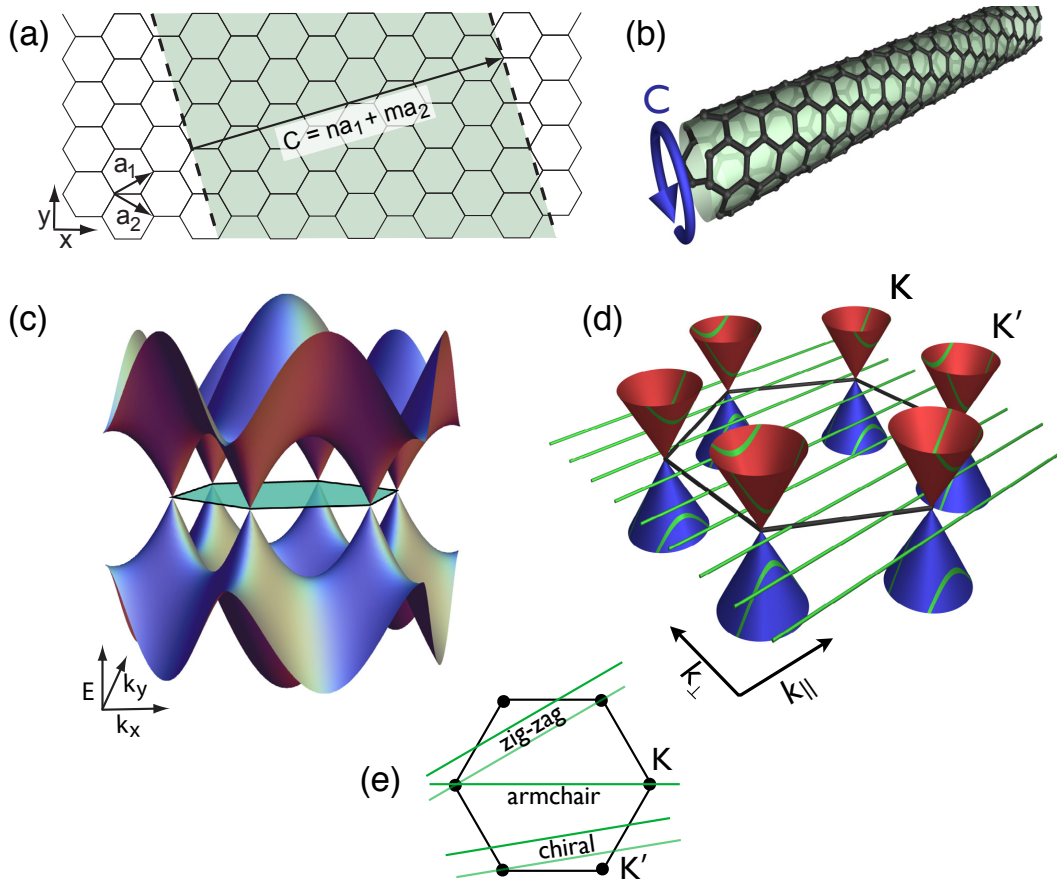 (a)
C = na1 + ma2
a1
a2
y
x
(b)
C
(c)
E
ky
kx
(d)
K
K′
k⊥
k∥
(e)
zig-zag
K
armchair
chiral
K′